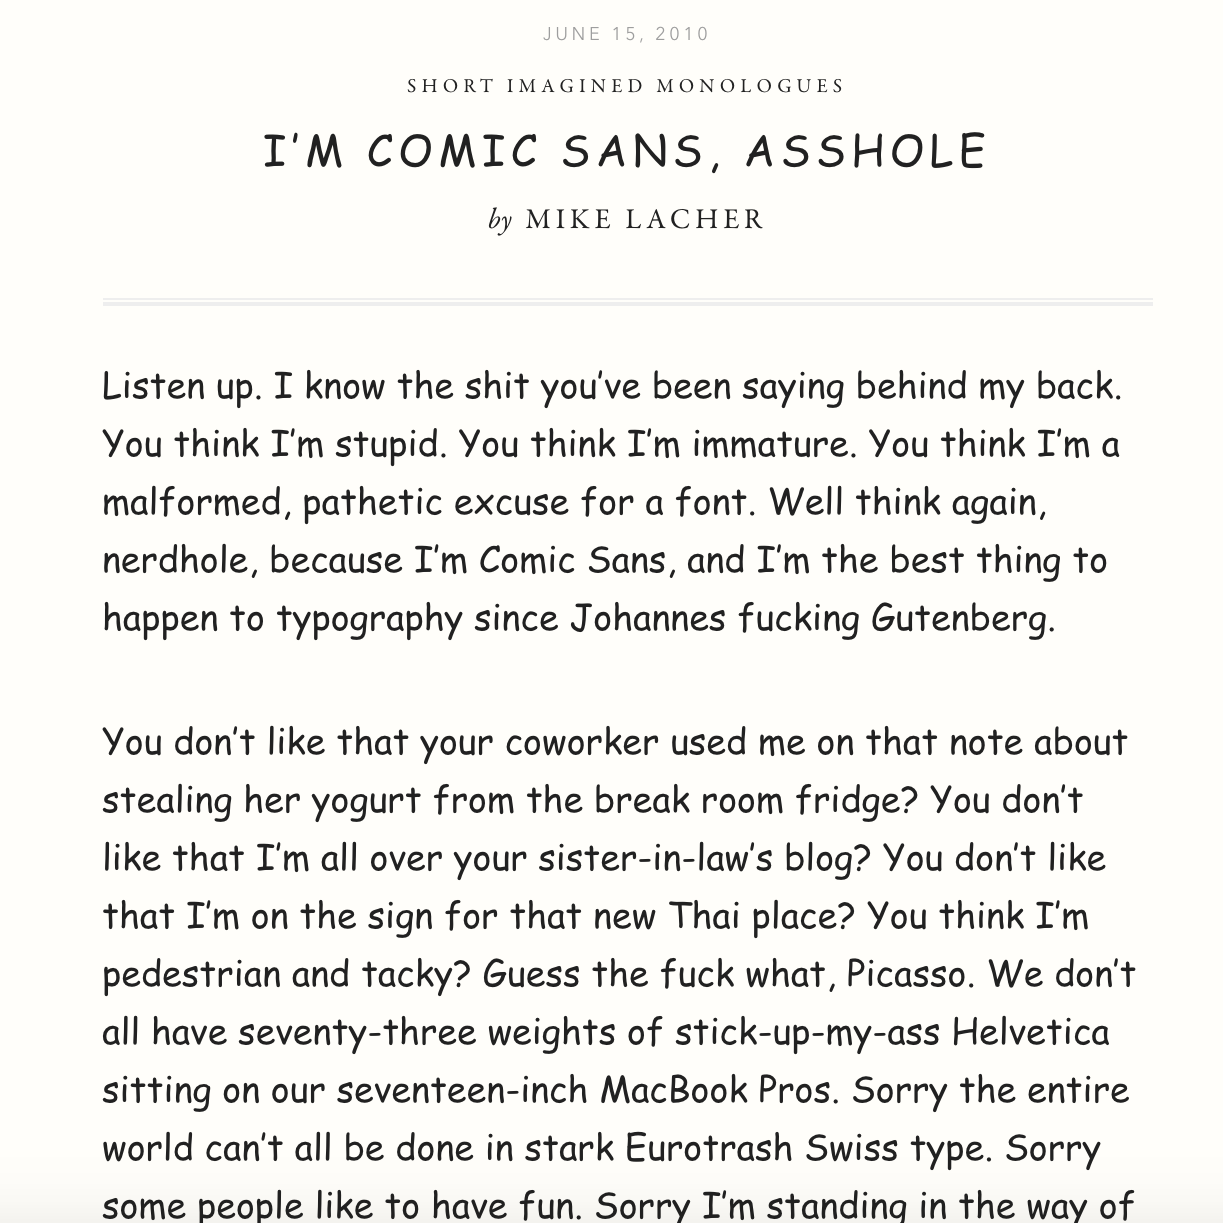 JUNE 15, 2010
SHORT IMAGINED MONOLOGUES
I’M COMIC SANS, ASSHOLE
by MIKE LACHER
Listen up. I know the shit you’ve been saying behind my back.
You think I’m stupid. You think I’m immature. You think I’m a
malformed, pathetic excuse for a font. Well think again,
nerdhole, because I’m Comic Sans, and I’m the best thing to
happen to typography since Johannes fucking Gutenberg.
You don’t like that your coworker used me on that note about
stealing her yogurt from the break room fridge? You don’t
like that I’m all over your sister-in-law’s blog? You don’t like
that I’m on the sign for that new Thai place? You think I’m
pedestrian and tacky? Guess the fuck what, Picasso. We don’t
all have seventy-three weights of stick-up-my-ass Helvetica
sitting on our seventeen-inch MacBook Pros. Sorry the entire
world can’t all be done in stark Eurotrash Swiss type. Sorry
some people like to have fun. Sorry I’m standing in the way of